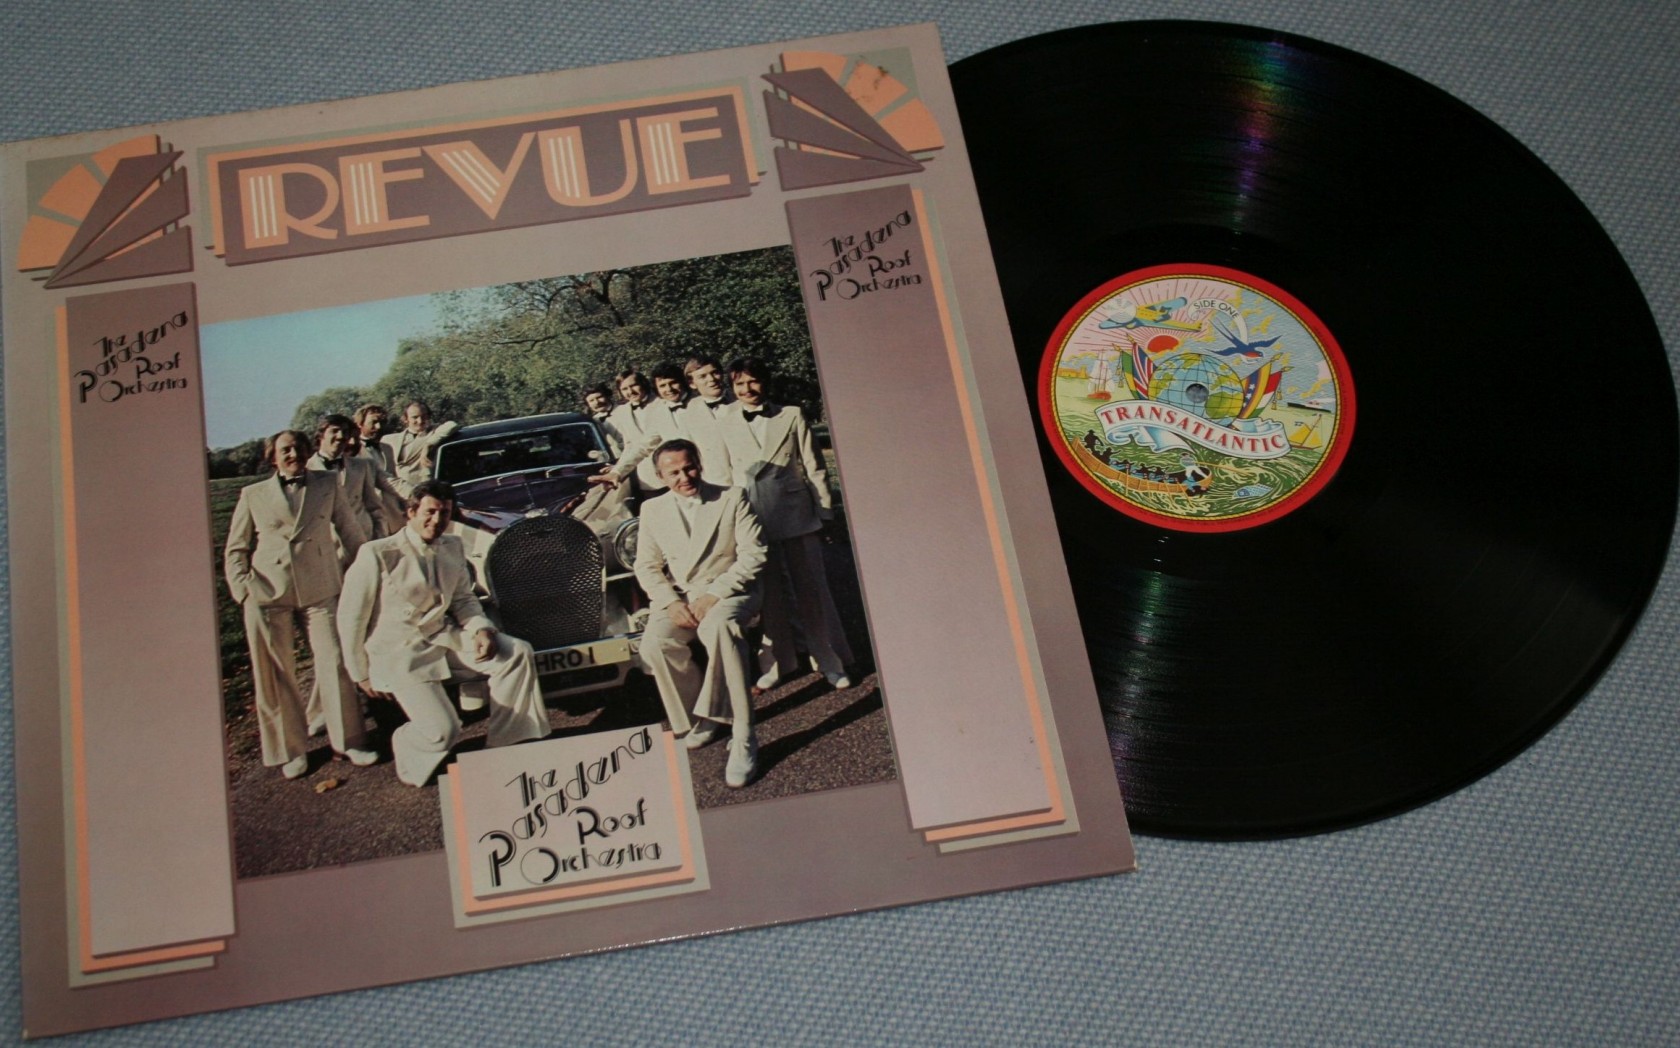 REVUE
The
Pasadena
Roof
Orchestra
The
Pasadena
Roof
Orchestra
HRO 1
The
Pasadena
Roof
Orchestra
SIDE ONE
TRANSATLANTIC